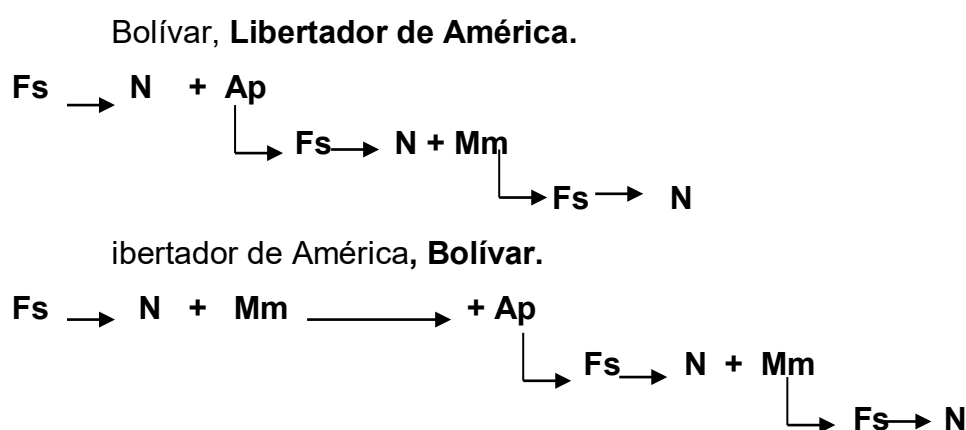 Bolívar, Libertador de América.
Fs N + Ap
Fs N + Mm
Fs N
ibertador de América, Bolívar.
Fs N + Mm + Ap
Fs N + Mm
Fs N